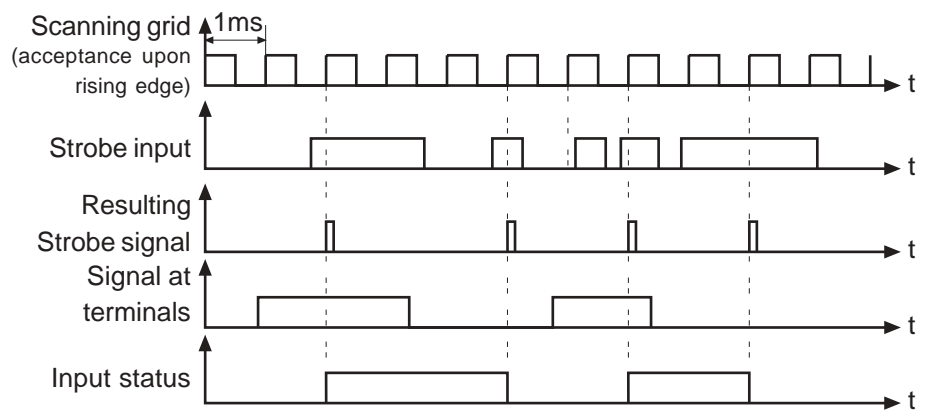 Scanning grid
1ms
(acceptance upon
rising edge)
t
Strobe input
t
Resulting
Strobe signal
t
Signal at
terminals
t
Input status
t